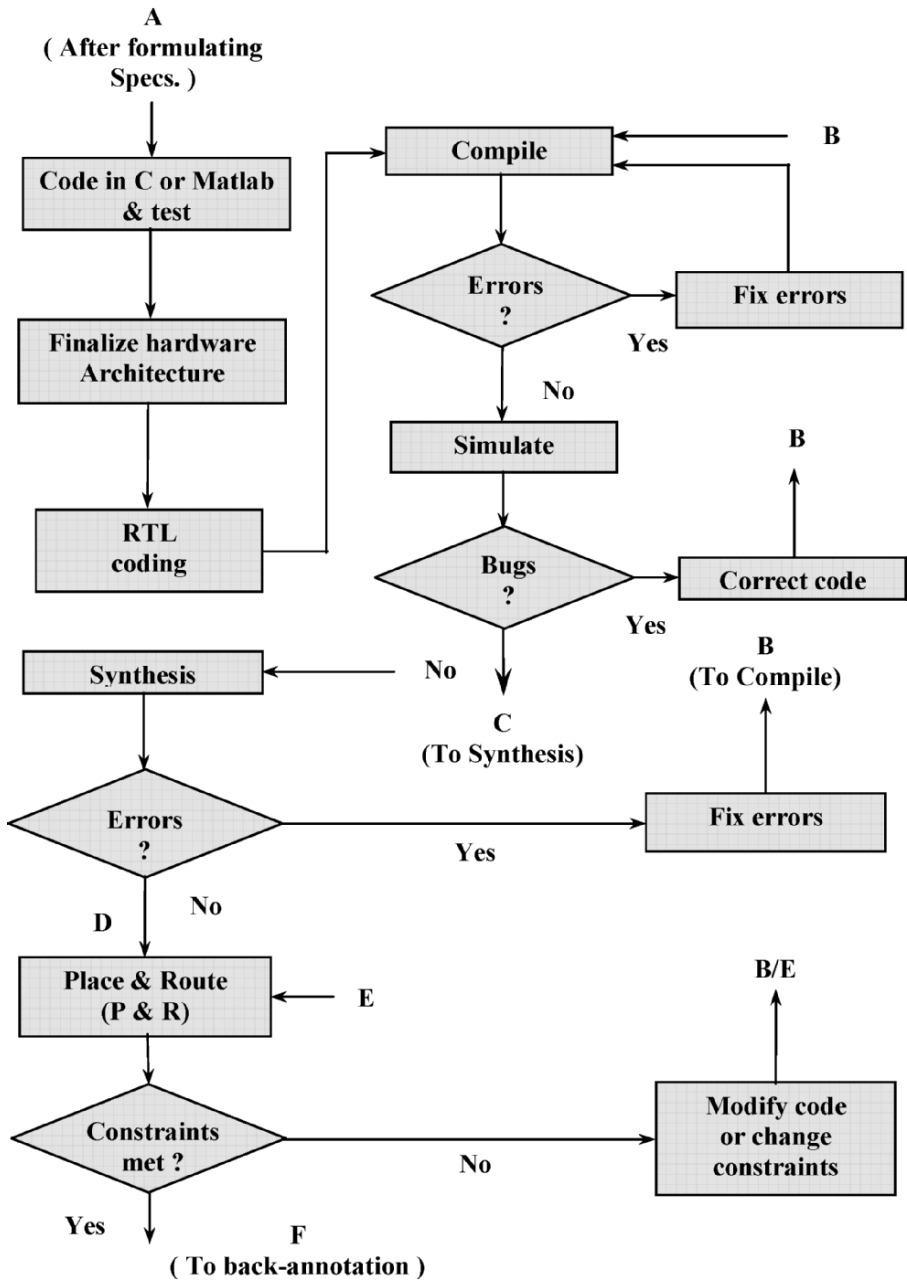 A
( After formulating
Specs. )
Code in C or Matlab
& test
Finalize hardware
Architecture
RTL
coding
Compile
B
Errors
?
Yes
Fix errors
No
Simulate
B
Bugs
?
Yes
Correct code
C
(To Synthesis)
No
Synthesis
B
(To Compile)
Errors
?
Yes
Fix errors
D
No
Place & Route
(P & R)
E
B/E
Constraints
met ?
No
Modify code
or change
constraints
Yes
F
( To back-annotation )